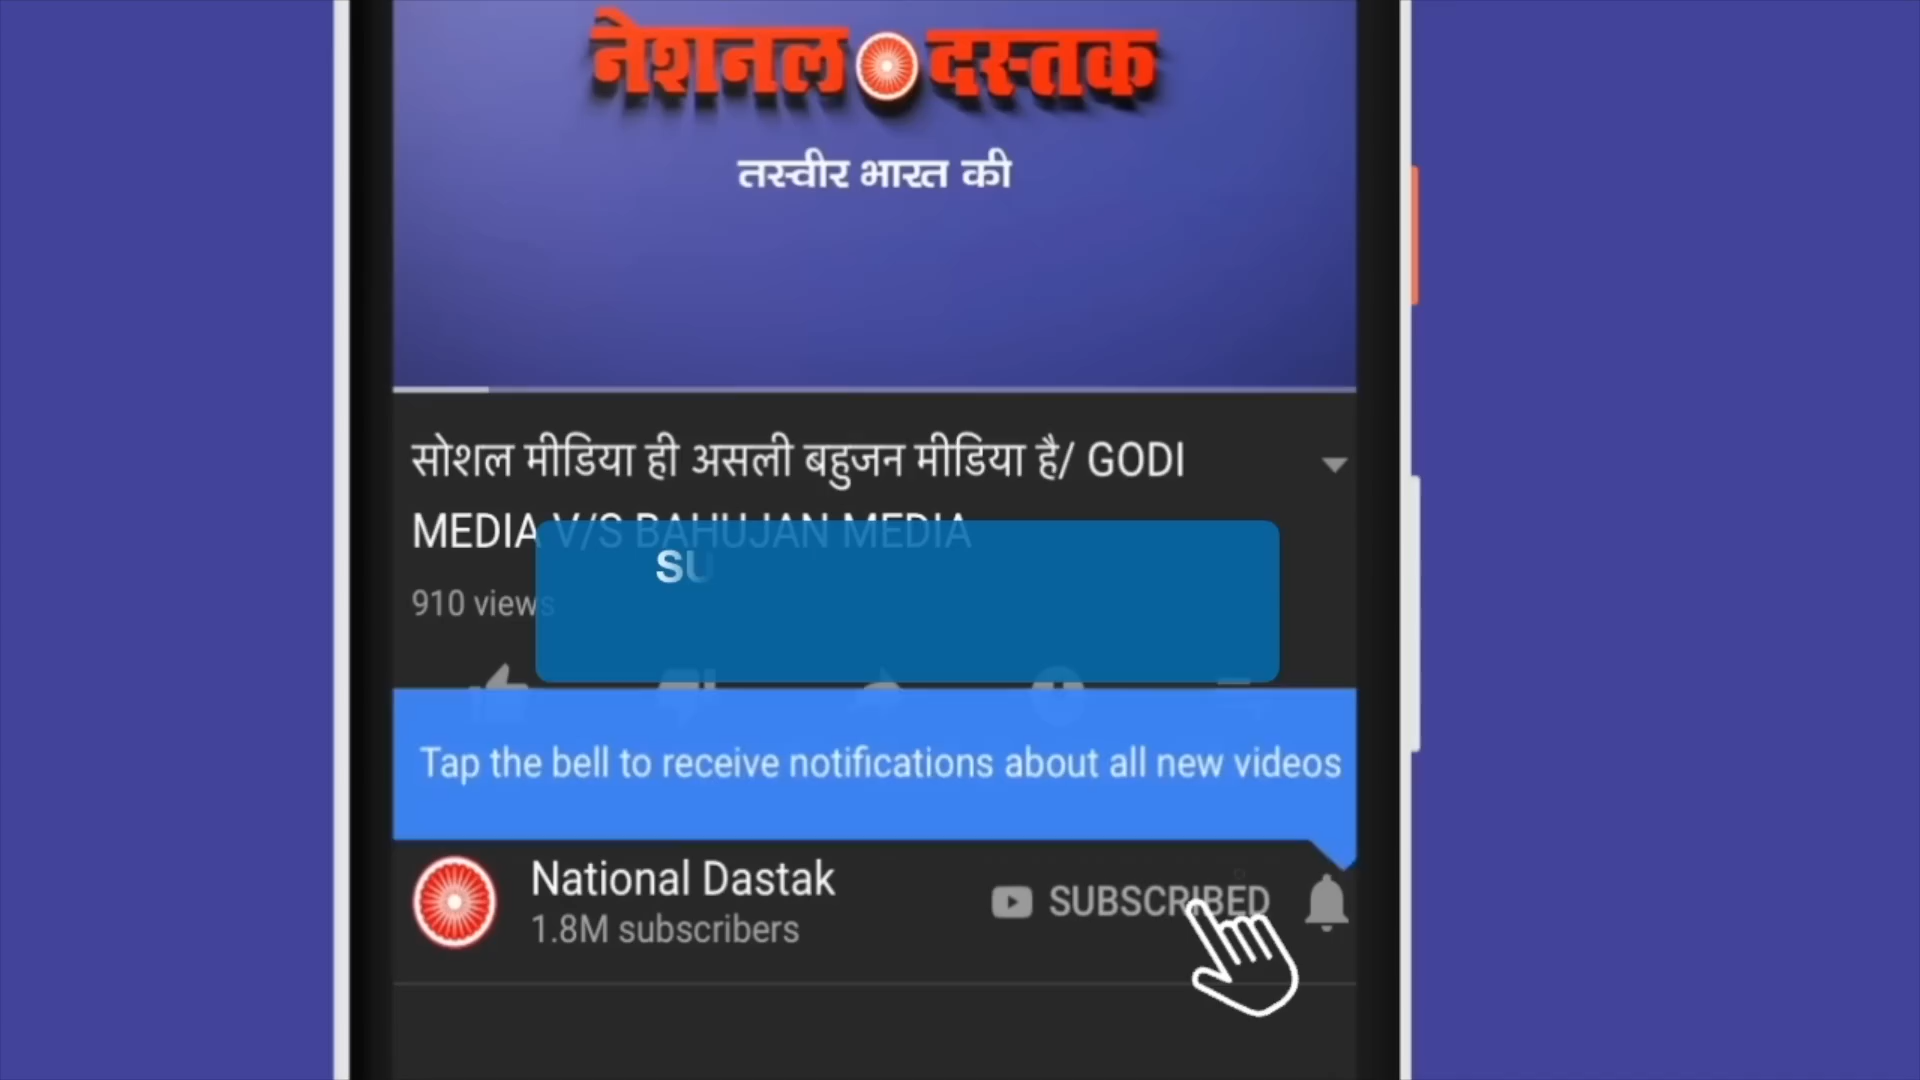 नेशनल दस्तक
तस्वीर भारत की
सोशल मीडिया ही असली बहुजन मीडिया है/ GODI
MEDIA V/S BAHUJAN MEDIA
SU
910 views
Tap the bell to receive notifications about all new videos
National Dastak
SUBSCRIBED
1.8M subscribers